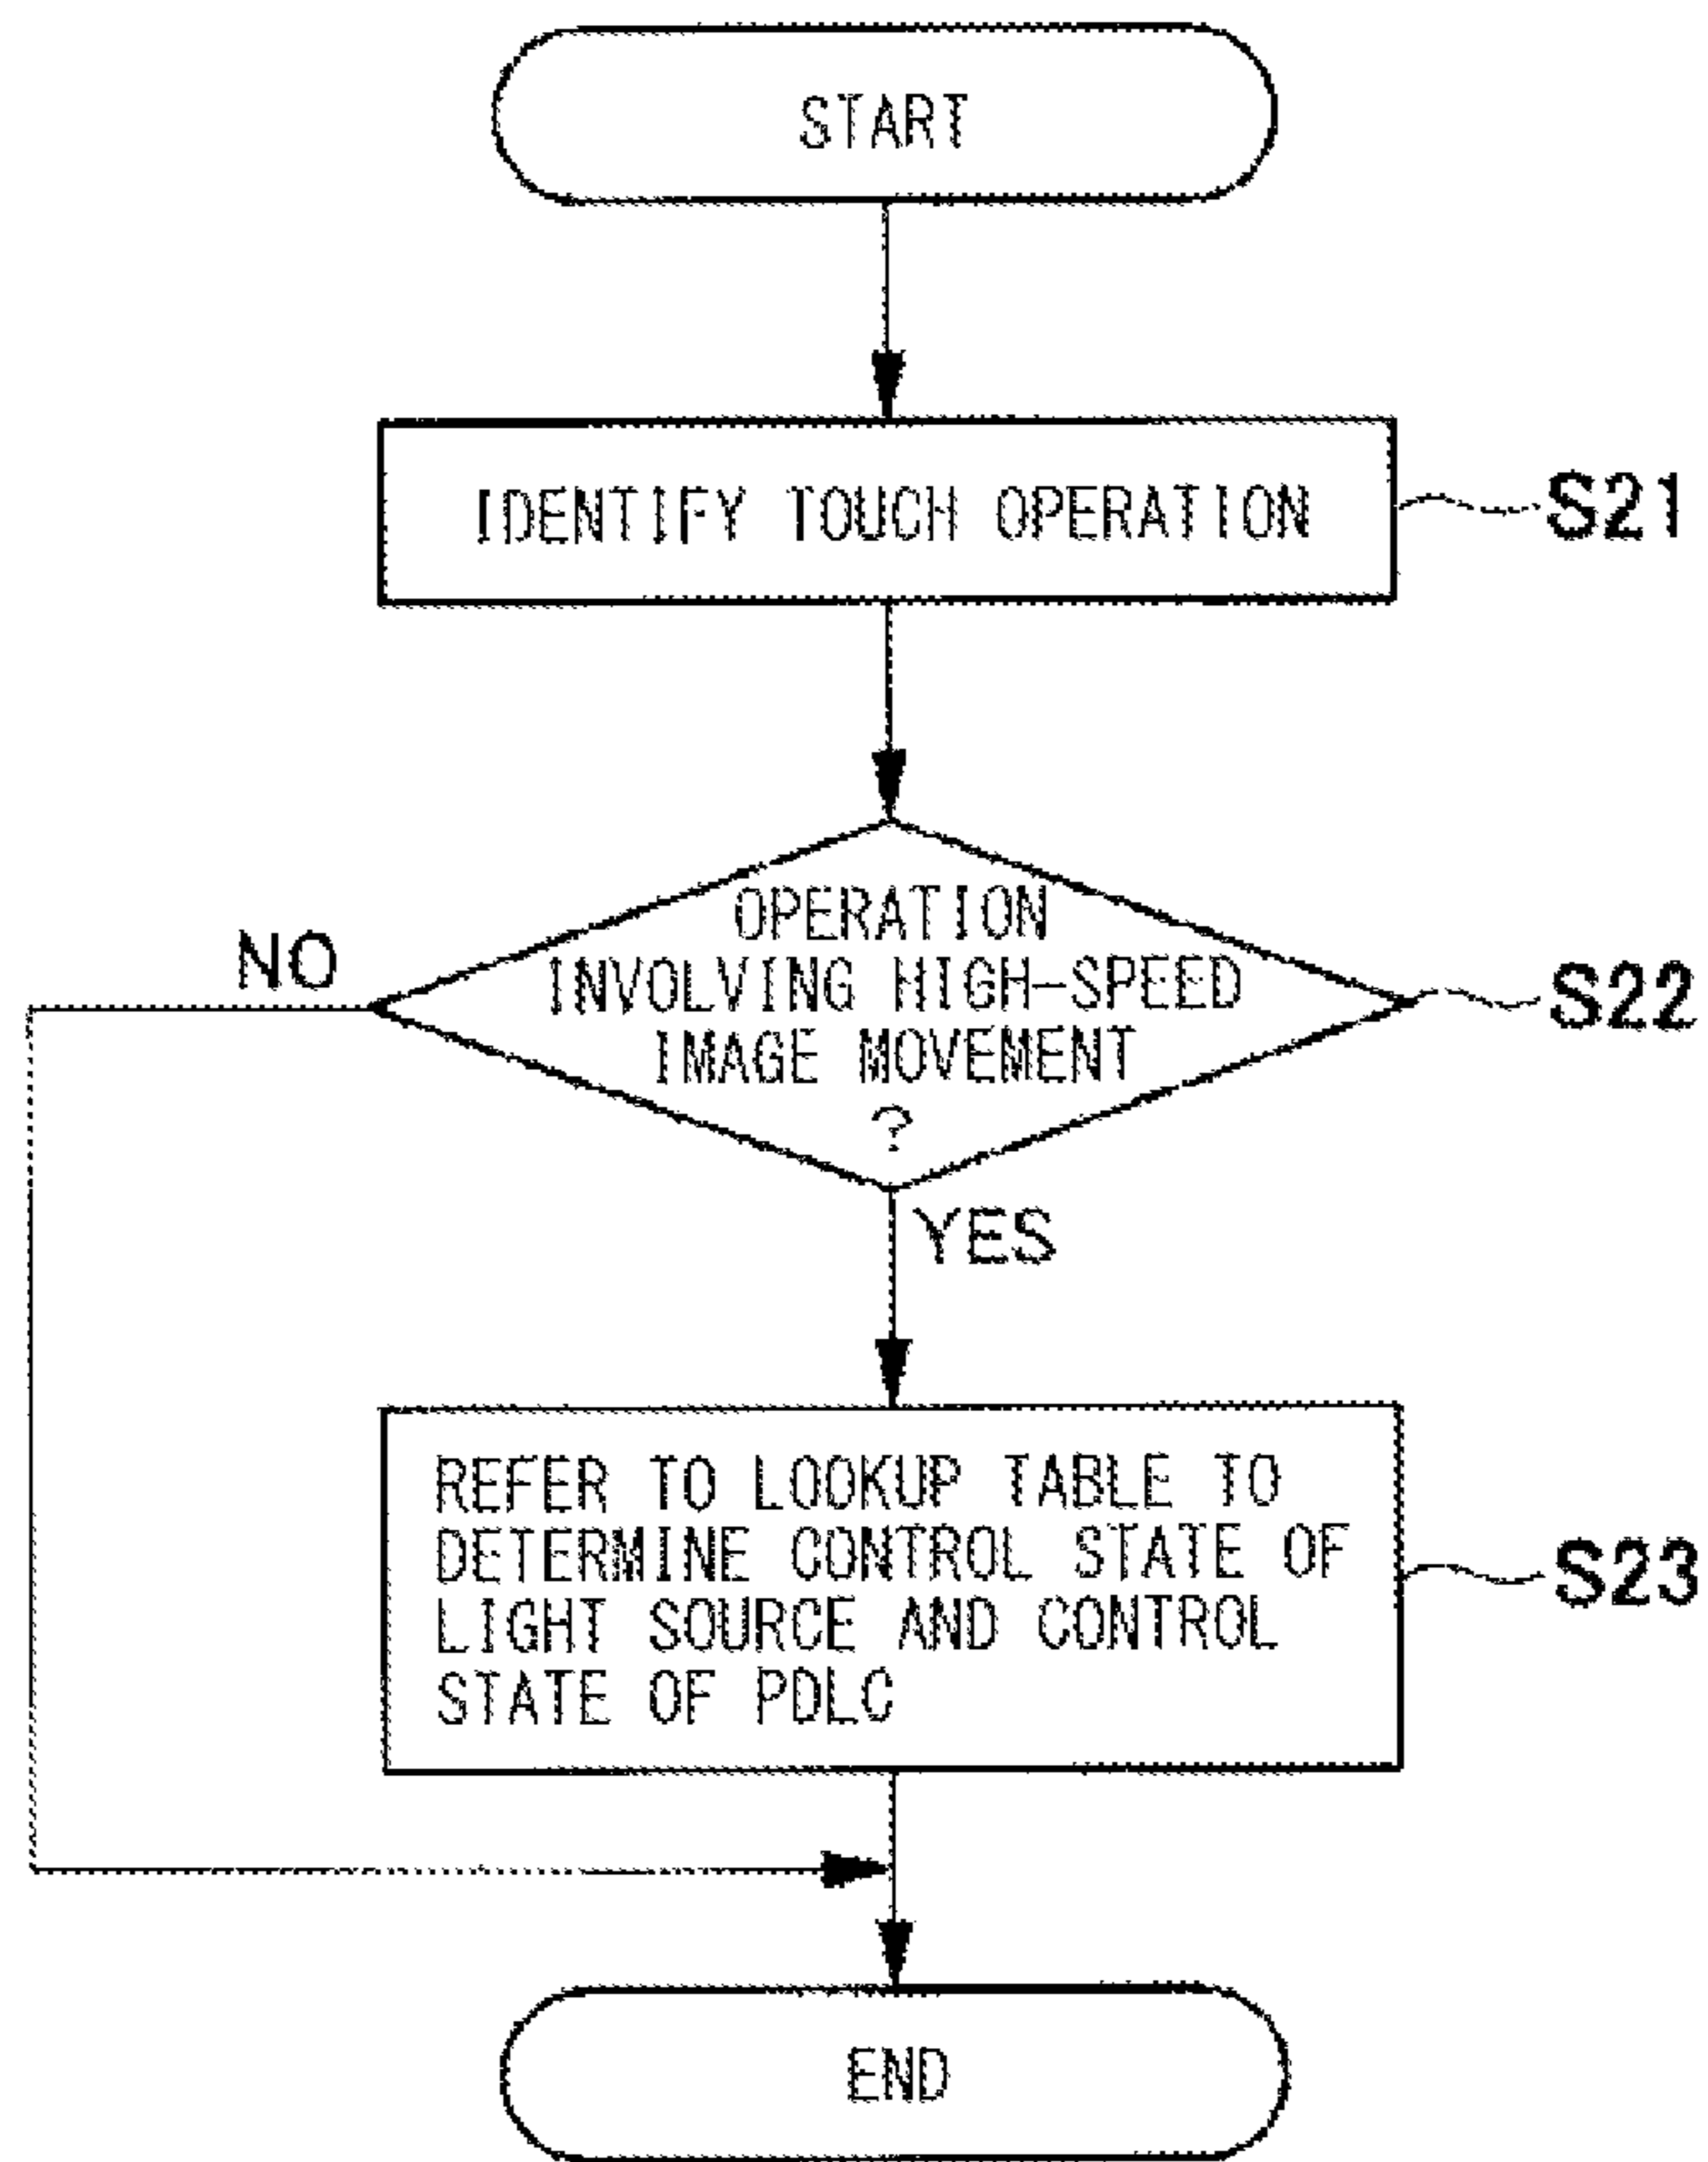 START
IDENTIFY TOUCH OPERATION
S21
OPERATION
INVOLVING HIGH-SPEED
IMAGE MOVEMENT
?
S22
NO
YES
REFER TO LOOKUP TABLE TO
DETERMINE CONTROL STATE OF
LIGHT SOURCE AND CONTROL
STATE OF PDLC
S23
END